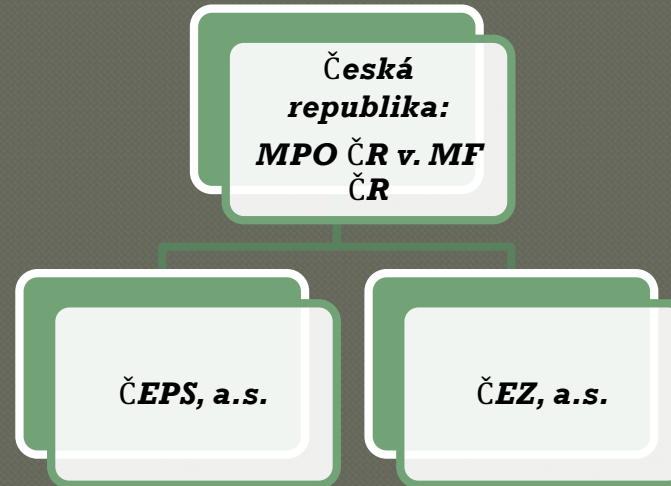 Česká
republika:
MPO ČR v. MF
ČR
ČEPS, a.s.
ČEZ, a.s.